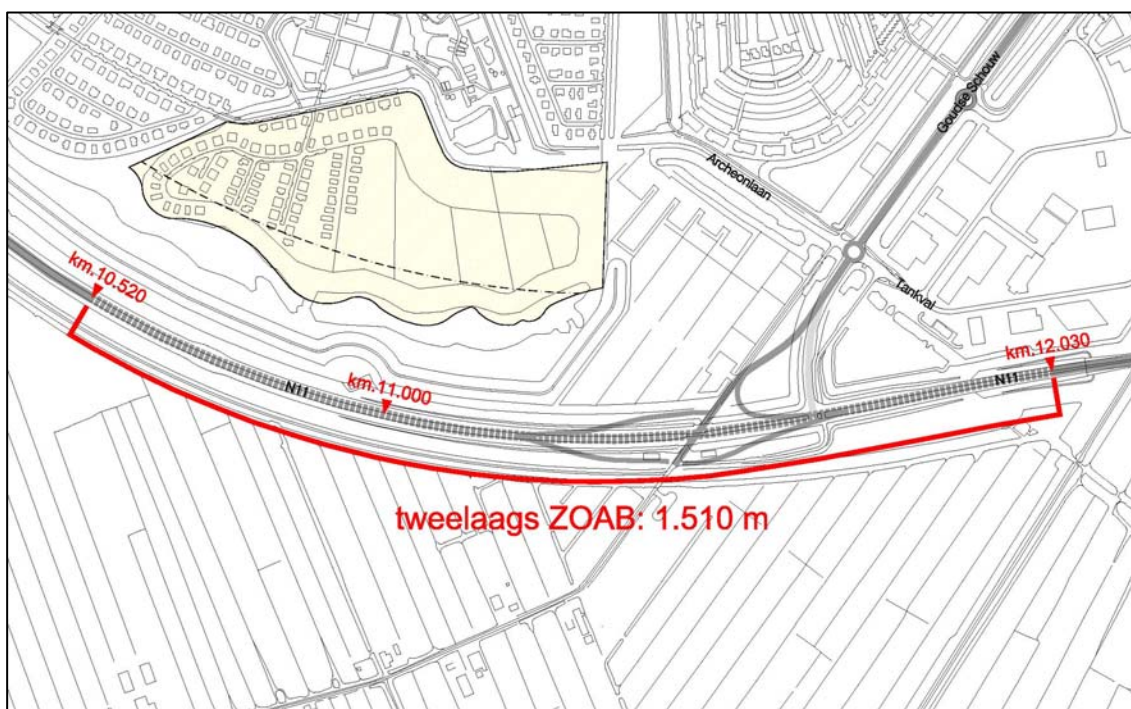 Goudse Schouw
Archeonlaan
Tankval
km.10.520
N11
km.11.000
km.12.030
N11
tweelaags ZOAB: 1.510 m